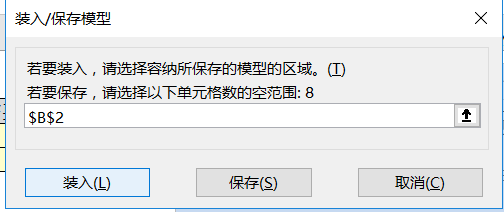 装入/保存模型
若要装入，请选择容纳所保存的模型的区域。(T)
若要保存，请选择以下单元格数的空范围: 8
$B$2
装入(L)
保存(S)
取消(C)